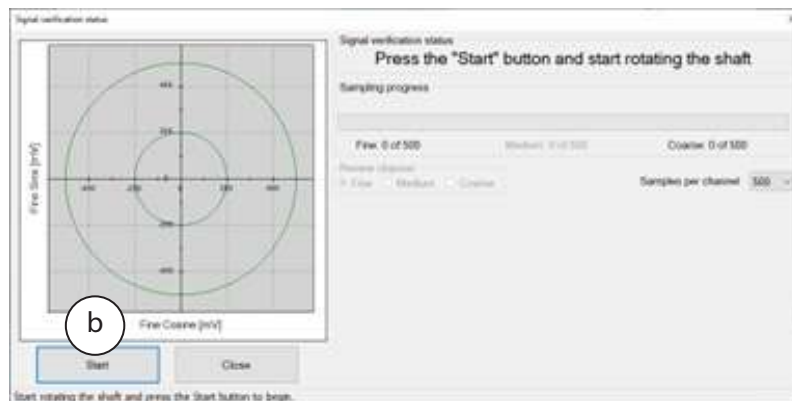 Signal verification status
Signal verification status
Press the "Start" button and start rotating the shaft
Sampling progress
Fine: 0 of 500 Medium: 0 of 500 Coarse: 0 of 500
Preview channel
Fine Medium Coarse
Samples per channel 500
Fine Sine [mV]
400
200
-400 -200 0 200 400
-200
-400
Fine Cosine [mV]
b
Start Close
Start rotating the shaft and press the Start button to begin.